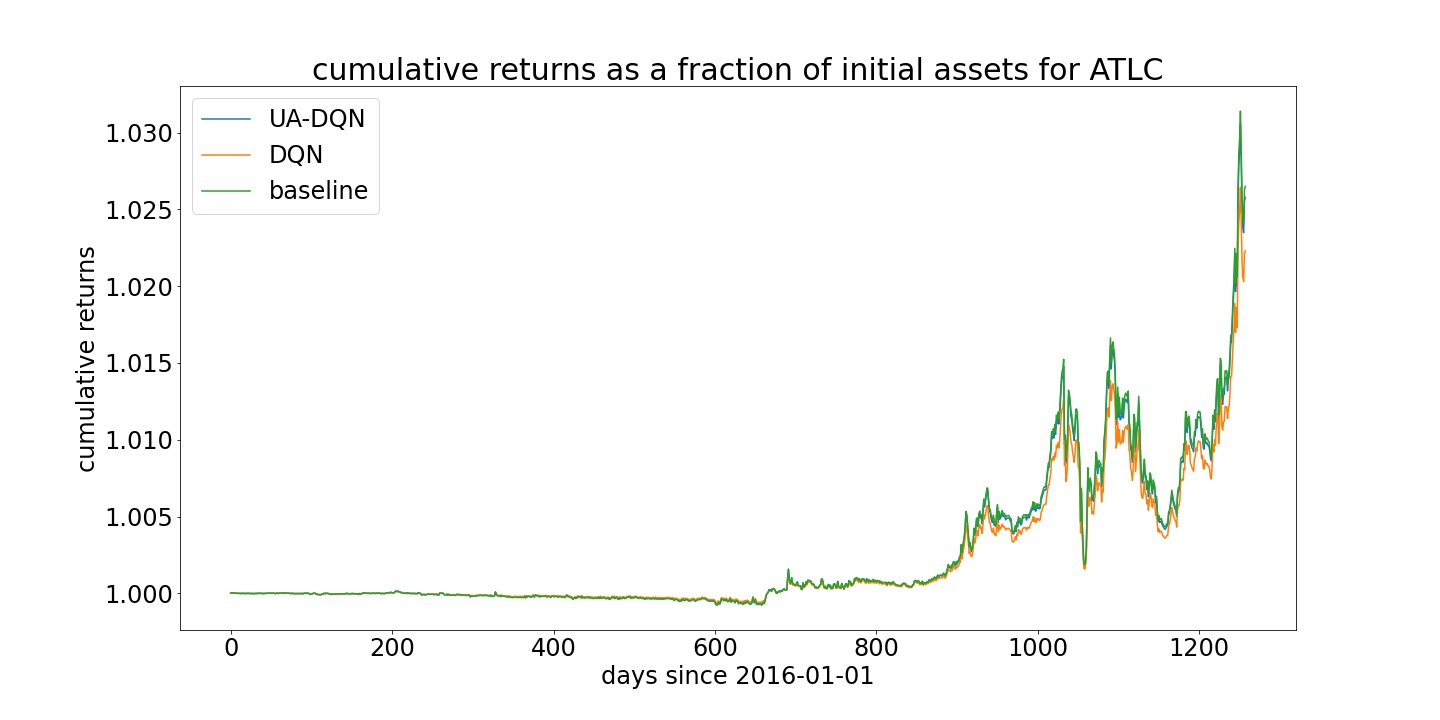 cumulative returns as a fraction of initial assets for ATLC
UA-DQN
DQN
baseline
cumulative returns
1.030
1.025
1.020
1.015
1.010
1.005
1.000
0 200 400 600 800 1000 1200
days since 2016-01-01